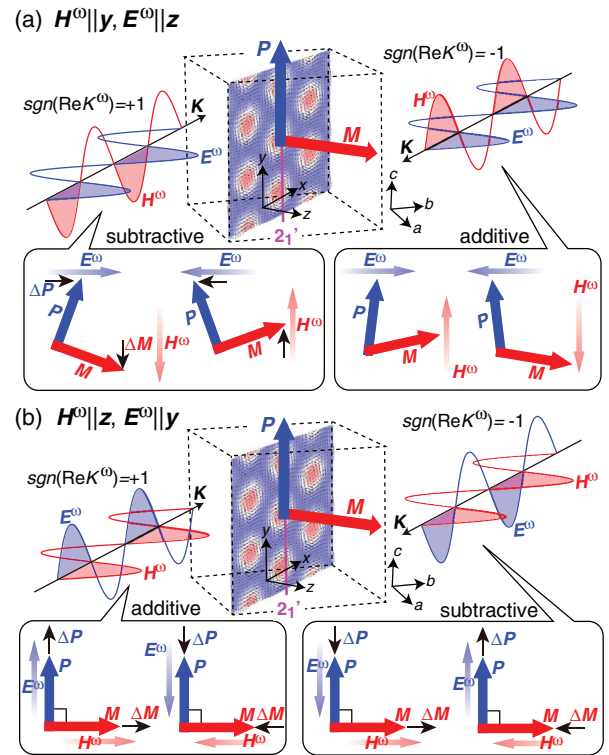 (a) H^ω||y, E^ω||z
sgn(ReK^ω)=+1
K
E^ω
H^ω
P
M
y
x
z
2₁'
c
b
a
sgn(ReK^ω)= -1
H^ω
K
E^ω
subtractive
E^ω
ΔP
P
M
ΔM
H^ω
P
M
H^ω
additive
E^ω
P
M
H^ω
P
M
H^ω
(b) H^ω||z, E^ω||y
sgn(ReK^ω)=+1
K
E^ω
H^ω
P
M
y
x
z
2₁'
c
b
a
sgn(ReK^ω)= -1
H^ω
K
E^ω
additive
ΔP
P
E^ω
M
ΔM
H^ω
ΔP
E^ω
P
M
ΔM
H^ω
subtractive
ΔP
E^ω
P
M
ΔM
H^ω
ΔP
P
E^ω
M
ΔM
H^ω